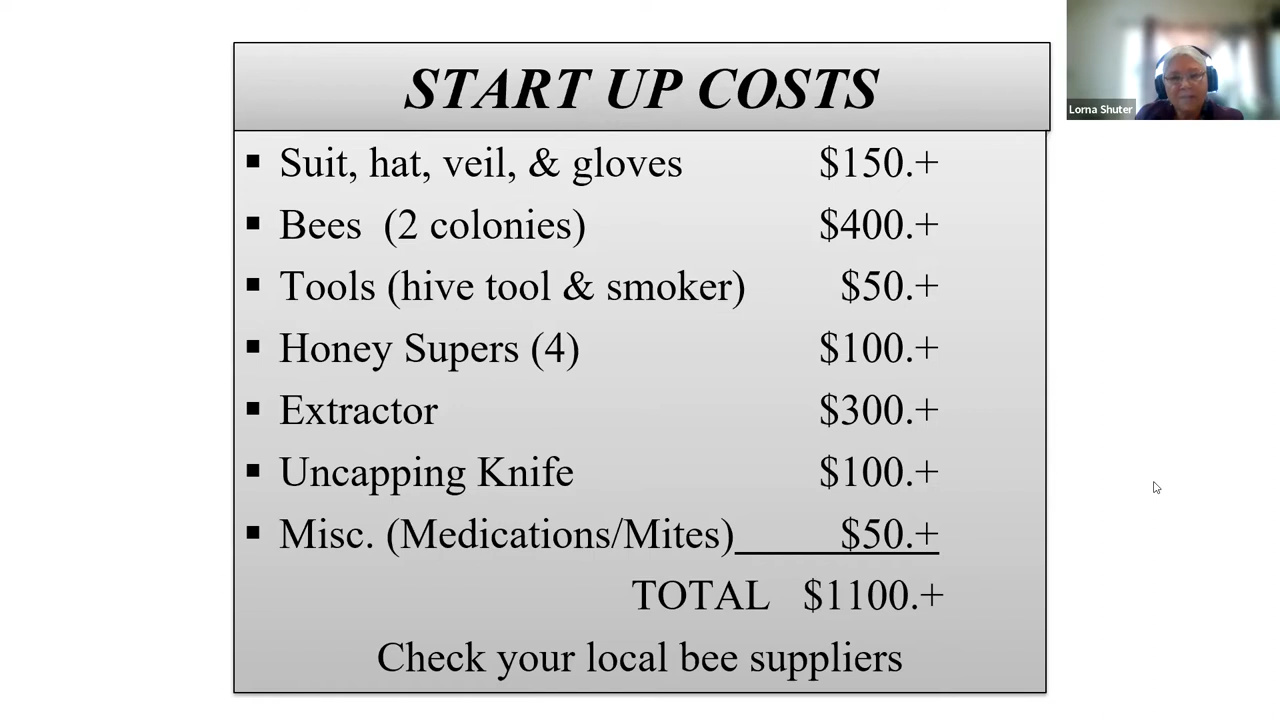 START UP COSTS
▪ Suit, hat, veil, & gloves $150.+
▪ Bees (2 colonies) $400.+
▪ Tools (hive tool & smoker) $50.+
▪ Honey Supers (4) $100.+
▪ Extractor $300.+
▪ Uncapping Knife $100.+
▪ Misc. (Medications/Mites) $50.+
TOTAL $1100.+
Check your local bee suppliers
Lorna Shuter